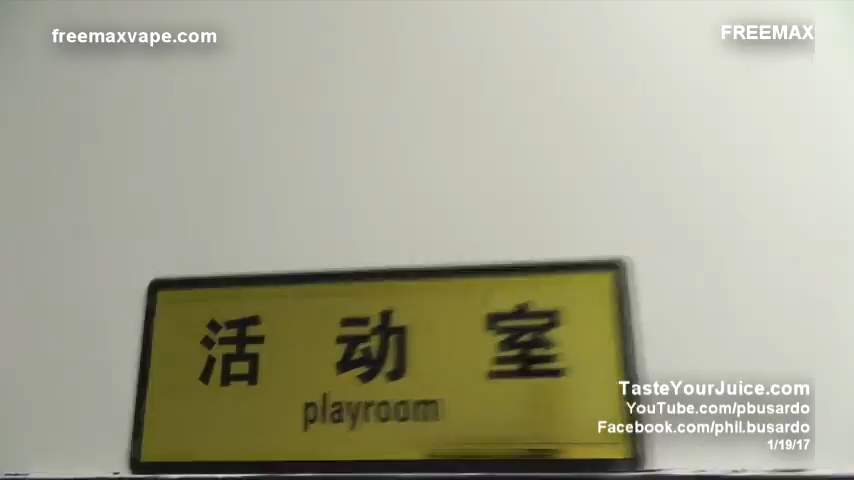 freemaxvape.com
FREEMAX
活动室
playroom
TasteYourJuice.com
YouTube.com/pbusardo
Facebook.com/phil.busardo
1/19/17